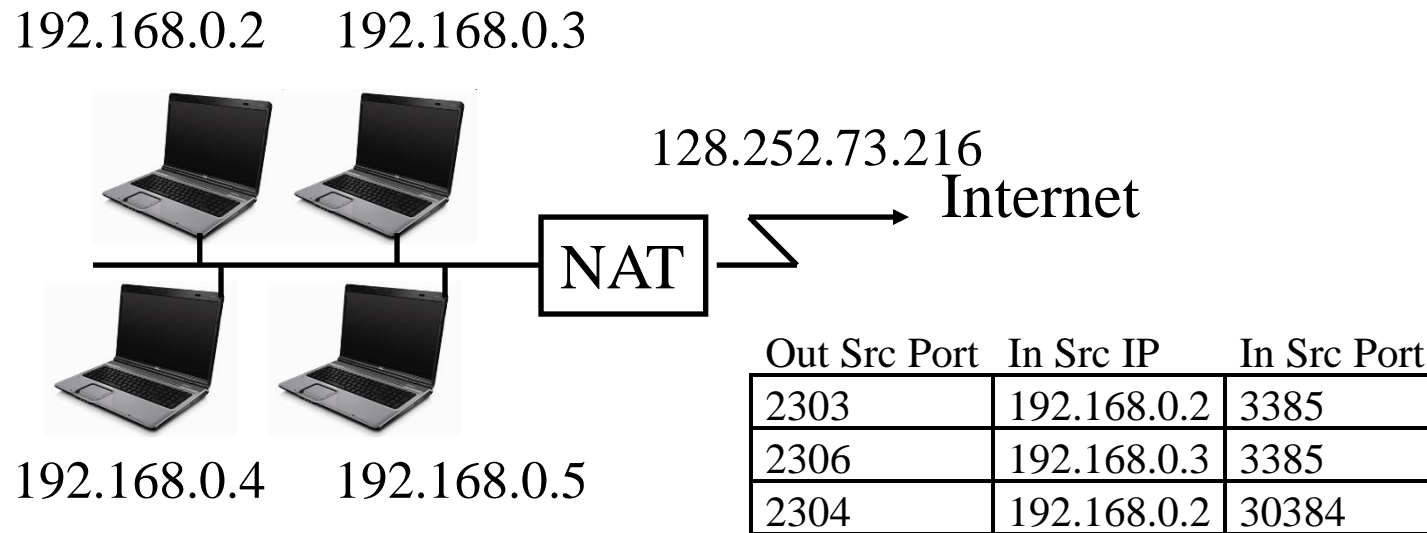 192.168.0.2 192.168.0.3
128.252.73.216
Internet
NAT
192.168.0.4 192.168.0.5
Out Src Port In Src IP In Src Port
2303 192.168.0.2 3385
2306 192.168.0.3 3385
2304 192.168.0.2 30384